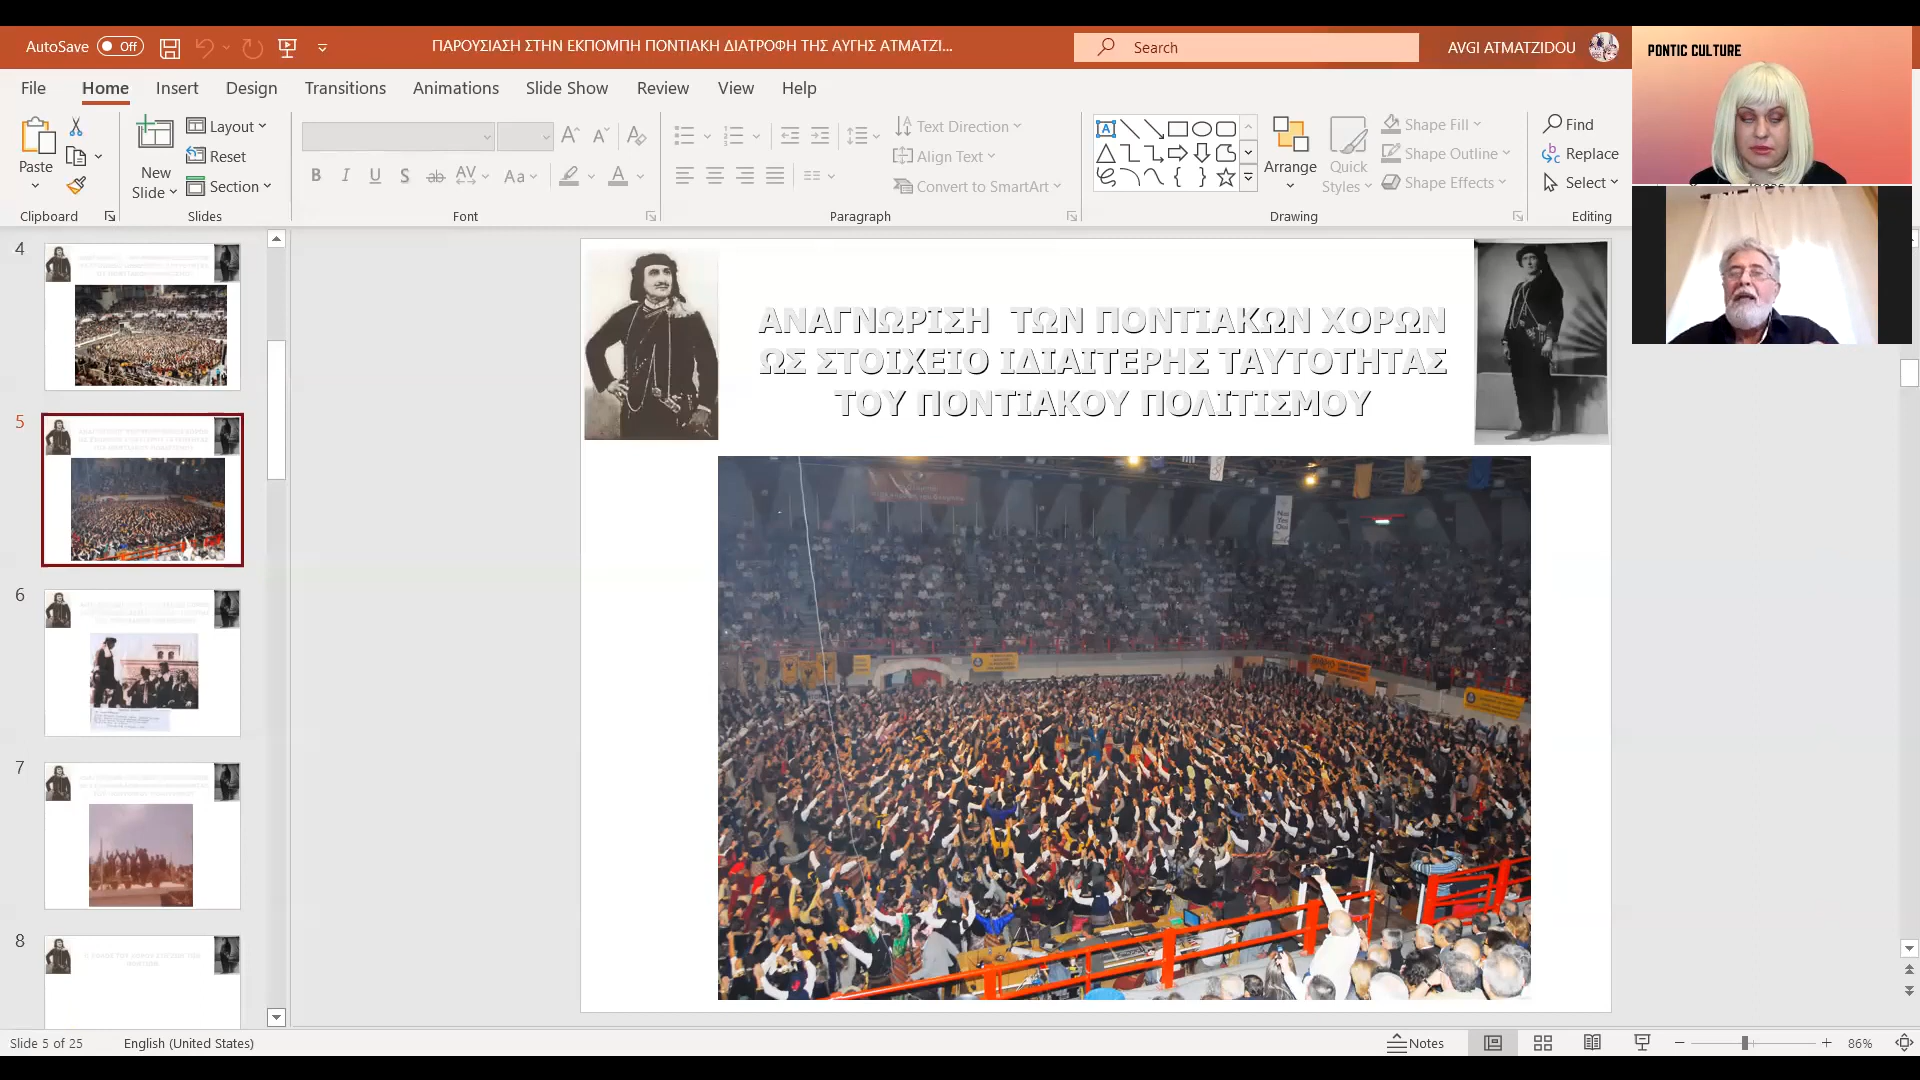 AutoSave Off ΠΑΡΟΥΣΙΑΣΗ ΣΤΗΝ ΕΚΠΟΜΠΗ ΠΟΝΤΙΑΚΗ ΔΙΑΤΡΟΦΗ ΤΗΣ ΑΥΓΗΣ ΑΤΜΑΤΖΙ... Search AVGI ATMATZIDOU
PONTIC CULTURE
File Home Insert Design Transitions Animations Slide Show Review View Help
Paste
New Slide
Layout
Reset
Section
B I U S ab AV Aa A
Text Direction
Align Text
Convert to SmartArt
Arrange
Quick Styles
Shape Fill
Shape Outline
Shape Effects
Find
Replace
Select
Clipboard Slides Font Paragraph Drawing Editing
4
5
6
7
8
ΑΝΑΓΝΩΡΙΣΗ ΤΩΝ ΠΟΝΤΙΑΚΩΝ ΧΟΡΩΝ
ΩΣ ΣΤΟΙΧΕΙΟ ΙΔΙΑΙΤΕΡΗΣ ΤΑΥΤΟΤΗΤΑΣ
ΤΟΥ ΠΟΝΤΙΑΚΟΥ ΠΟΛΙΤΙΣΜΟΥ
Slide 5 of 25 English (United States) Notes 86%